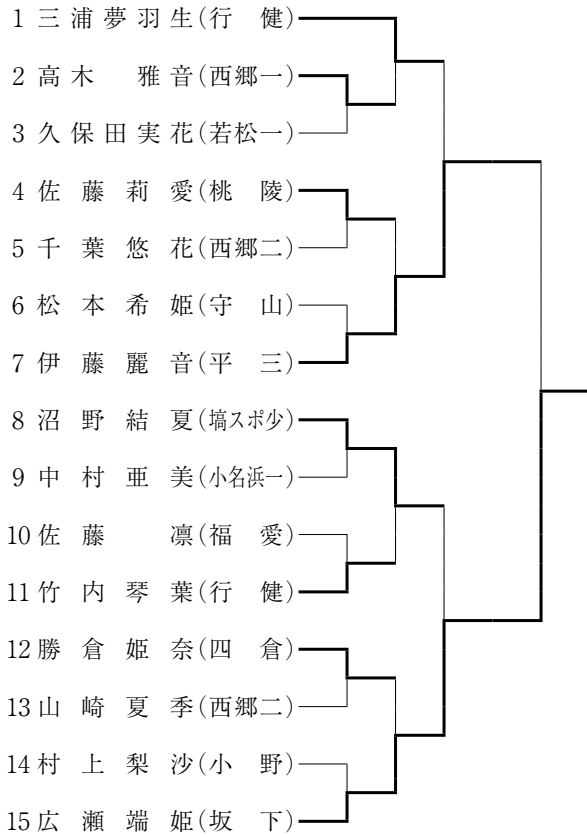 1 三浦夢羽生(行 健)
2 高木 雅音(西郷一)
3 久保田実花(若松一)
4 佐藤莉愛(桃 陵)
5 千葉悠花(西郷二)
6 松本希姫(守 山)
7 伊藤麗音(平 三)
8 沼野結夏(塙スポ少)
9 中村亜美(小名浜一)
10 佐藤 凛(福 愛)
11 竹内琴葉(行 健)
12 勝倉姫奈(四 倉)
13 山崎夏季(西郷二)
14 村上梨沙(小 野)
15 広瀬端姫(坂 下)